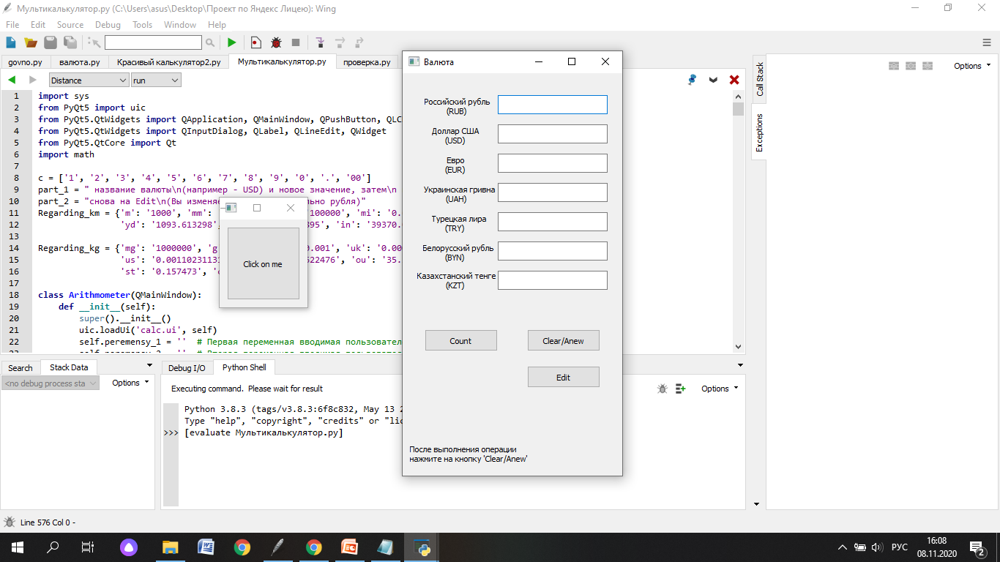 Мультикалькулятор.py (C:\Users\asus\Desktop\Проект по Яндекс Лицею): Wing
File Edit Source Debug Tools Window Help
govno.py валюта.py Красивый калькулятор2.py Мультикалькулятор.py проверка.py
Distance run
1 import sys
2 from PyQt5 import uic
3 from PyQt5.QtWidgets import QApplication, QMainWindow, QPushButton, QLC
4 from PyQt5.QtWidgets import QInputDialog, QLabel, QLineEdit, QWidget
5 from PyQt5.QtCore import Qt
6 import math
7
8 c = ['1', '2', '3', '4', '5', '6', '7', '8', '9', '0', '.', '00']
9 part_1 = " название валюты\n(например - USD) и новое значение, затем\n
10 part_2 = "снова на Edit\n(Вы изменяе льно рубля)"
11 Regarding_km = {'m': '1000', 'mm': 100000', 'mi': '0.
12 'yd': '1093.613298' 395', 'in': '39370.
13
14 Regarding_kg = {'mg': '1000000', 'g 0.001', 'uk': '0.00
15 'us': '0.0011023113 622476', 'ou': '35.
16 'st': '0.157473',
17
18 class Arithmometer(QMainWindow):
19 def __init__(self):
20 super().__init__()
21 uic.loadUi('calc.ui', self)
22 self.peremensy_1 = '' # Первая переменная вводимая пользовател
Click on me
Валюта
Российский рубль
(RUB)
Доллар США
(USD)
Евро
(EUR)
Украинская гривна
(UAH)
Турецкая лира
(TRY)
Белорусский рубль
(BYN)
Казахстанский тенге
(KZT)
Count Clear/Anew
Edit
После выполнения операции
нажмите на кнопку 'Clear/Anew'
Call Stack
Exceptions
Options
Search Stack Data
<no debug process sta Options
Debug I/O Python Shell
Executing command. Please wait for result Options
Python 3.8.3 (tags/v3.8.3:6f8c832, May 13 2
Type "help", "copyright", "credits" or "lic
>>> [evaluate Мультикалькулятор.py]
Line 576 Col 0 -
РУС
16:08
08.11.2020
2